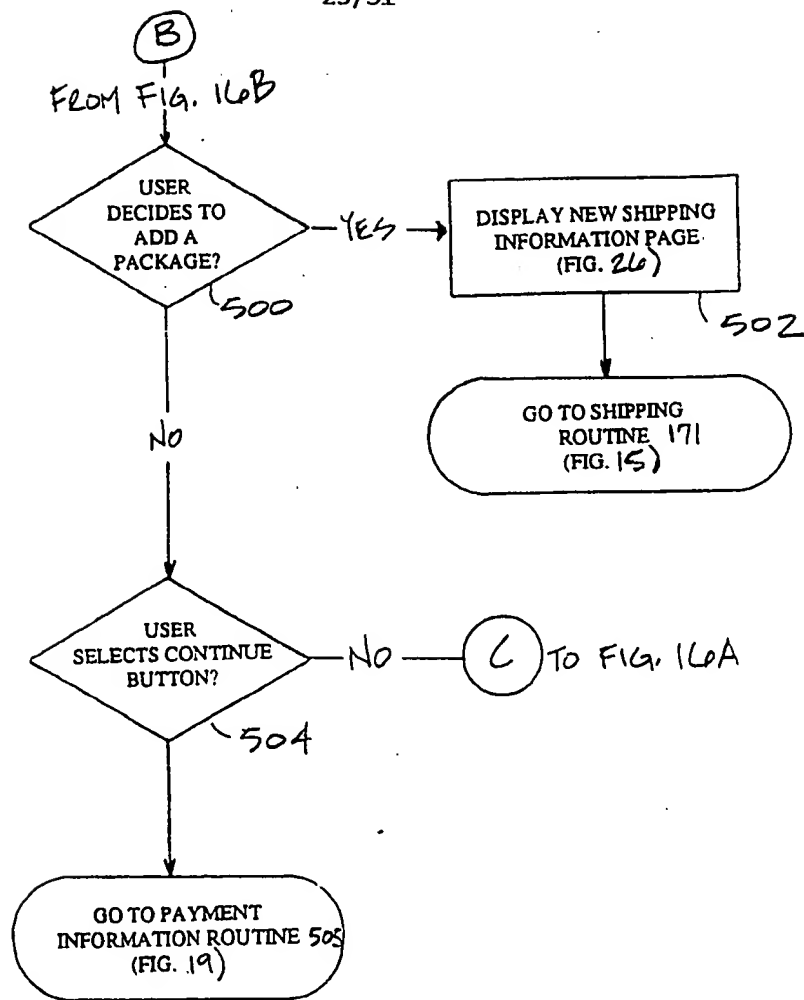 B
FROM FIG. 16B
USER
DECIDES TO
ADD A
PACKAGE?
500
YES
DISPLAY NEW SHIPPING
INFORMATION PAGE
(FIG. 26)
502
GO TO SHIPPING
ROUTINE 171
(FIG. 15)
NO
USER
SELECTS CONTINUE
BUTTON?
504
NO
C
TO FIG. 16A
GO TO PAYMENT
INFORMATION ROUTINE 505
(FIG. 19)